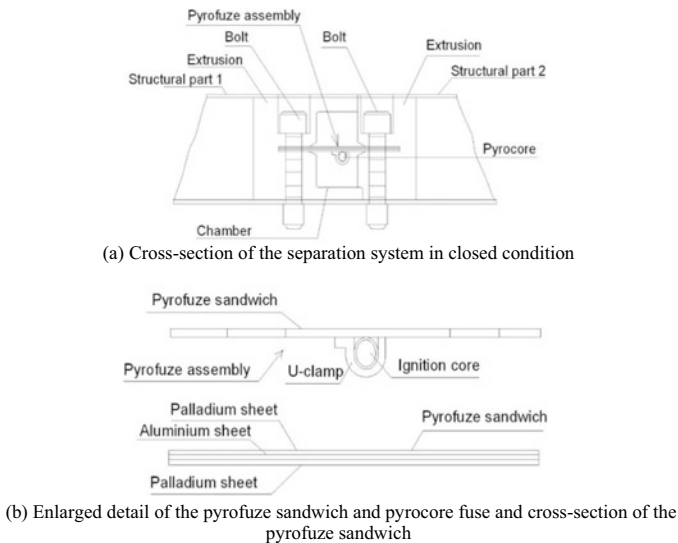 Pyrofuze assembly
Bolt
Bolt
Extrusion
Extrusion
Structural part 1
Structural part 2
Pyrocore
Chamber
(a) Cross-section of the separation system in closed condition
Pyrofuze sandwich
Pyrofuze assembly
U-clamp
Ignition core
Palladium sheet
Pyrofuze sandwich
Aluminium sheet
Palladium sheet
(b) Enlarged detail of the pyrofuze sandwich and pyrocore fuse and cross-section of the
pyrofuze sandwich